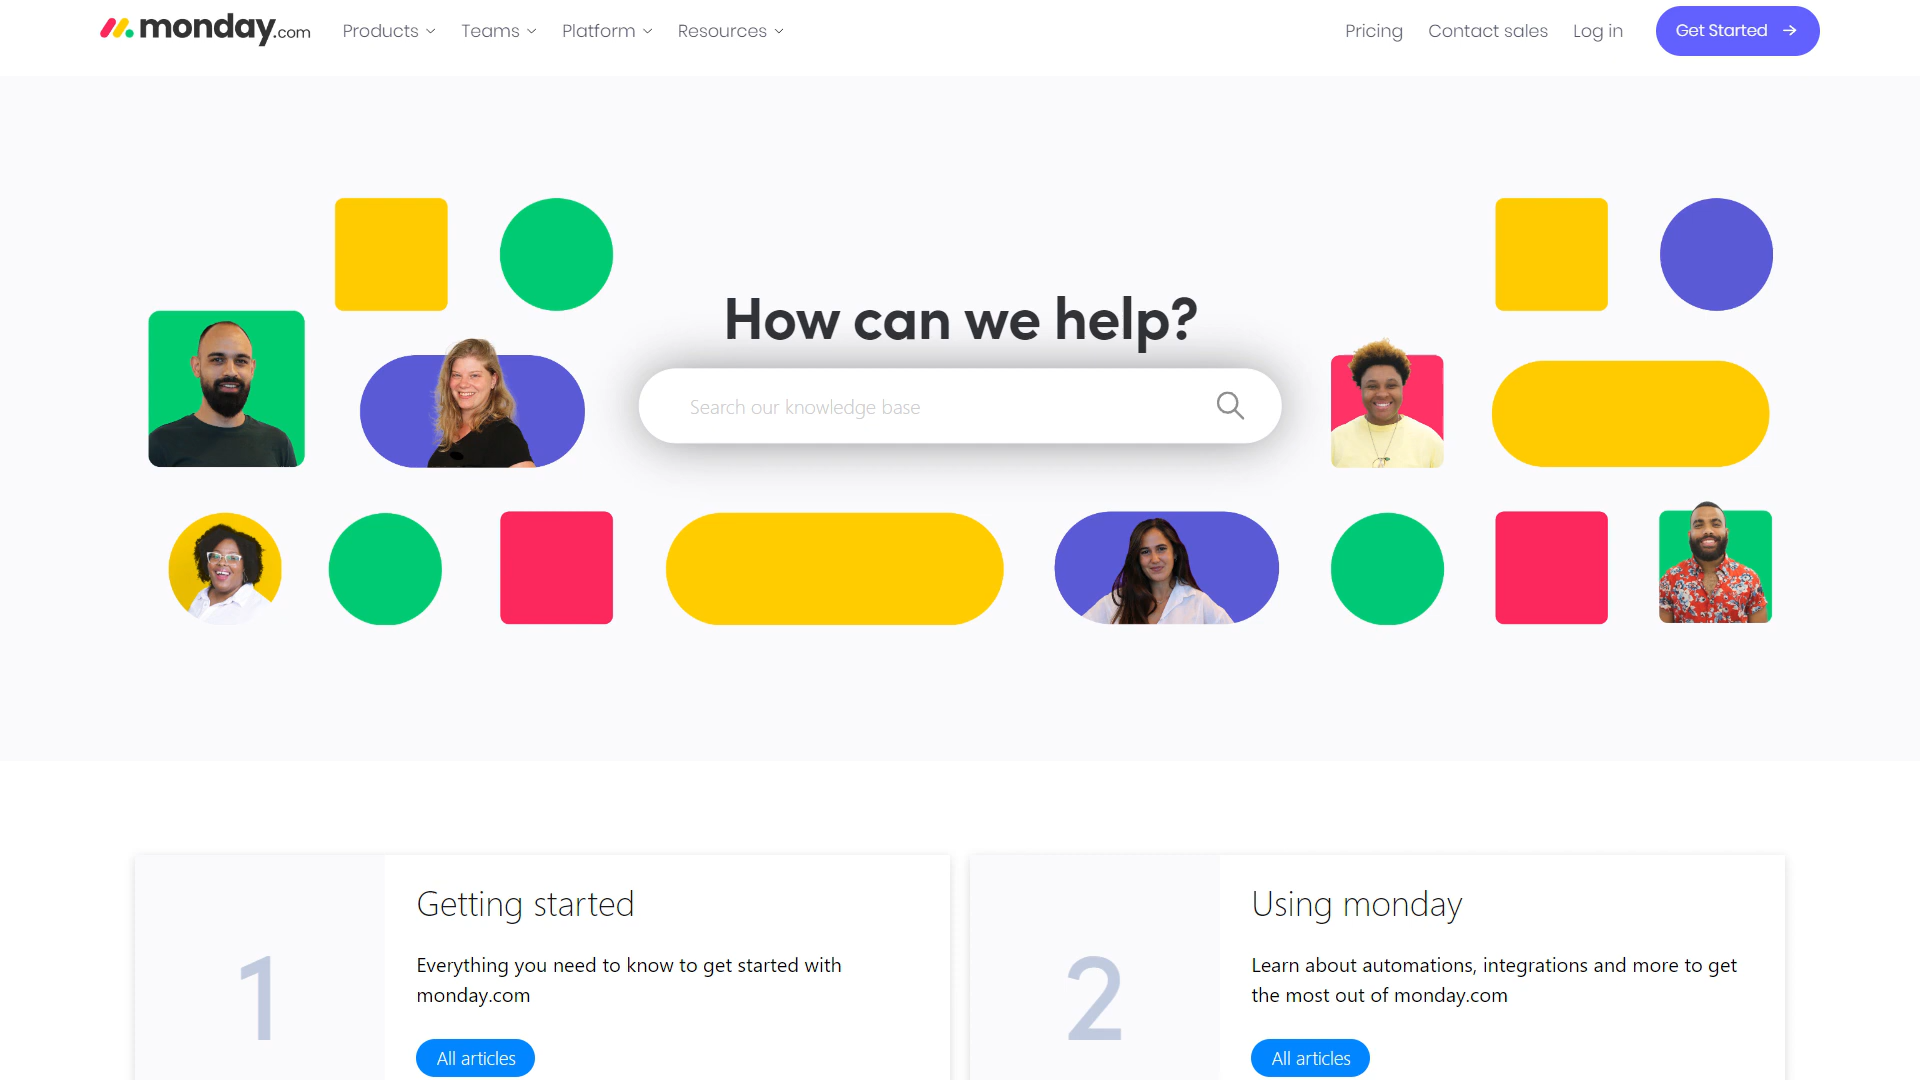 monday.com
Products
Teams
Platform
Resources
Pricing
Contact sales
Log in
Get Started
How can we help?
Search our knowledge base
1
Getting started
Everything you need to know to get started with
monday.com
All articles
2
Using monday
Learn about automations, integrations and more to get
the most out of monday.com
All articles